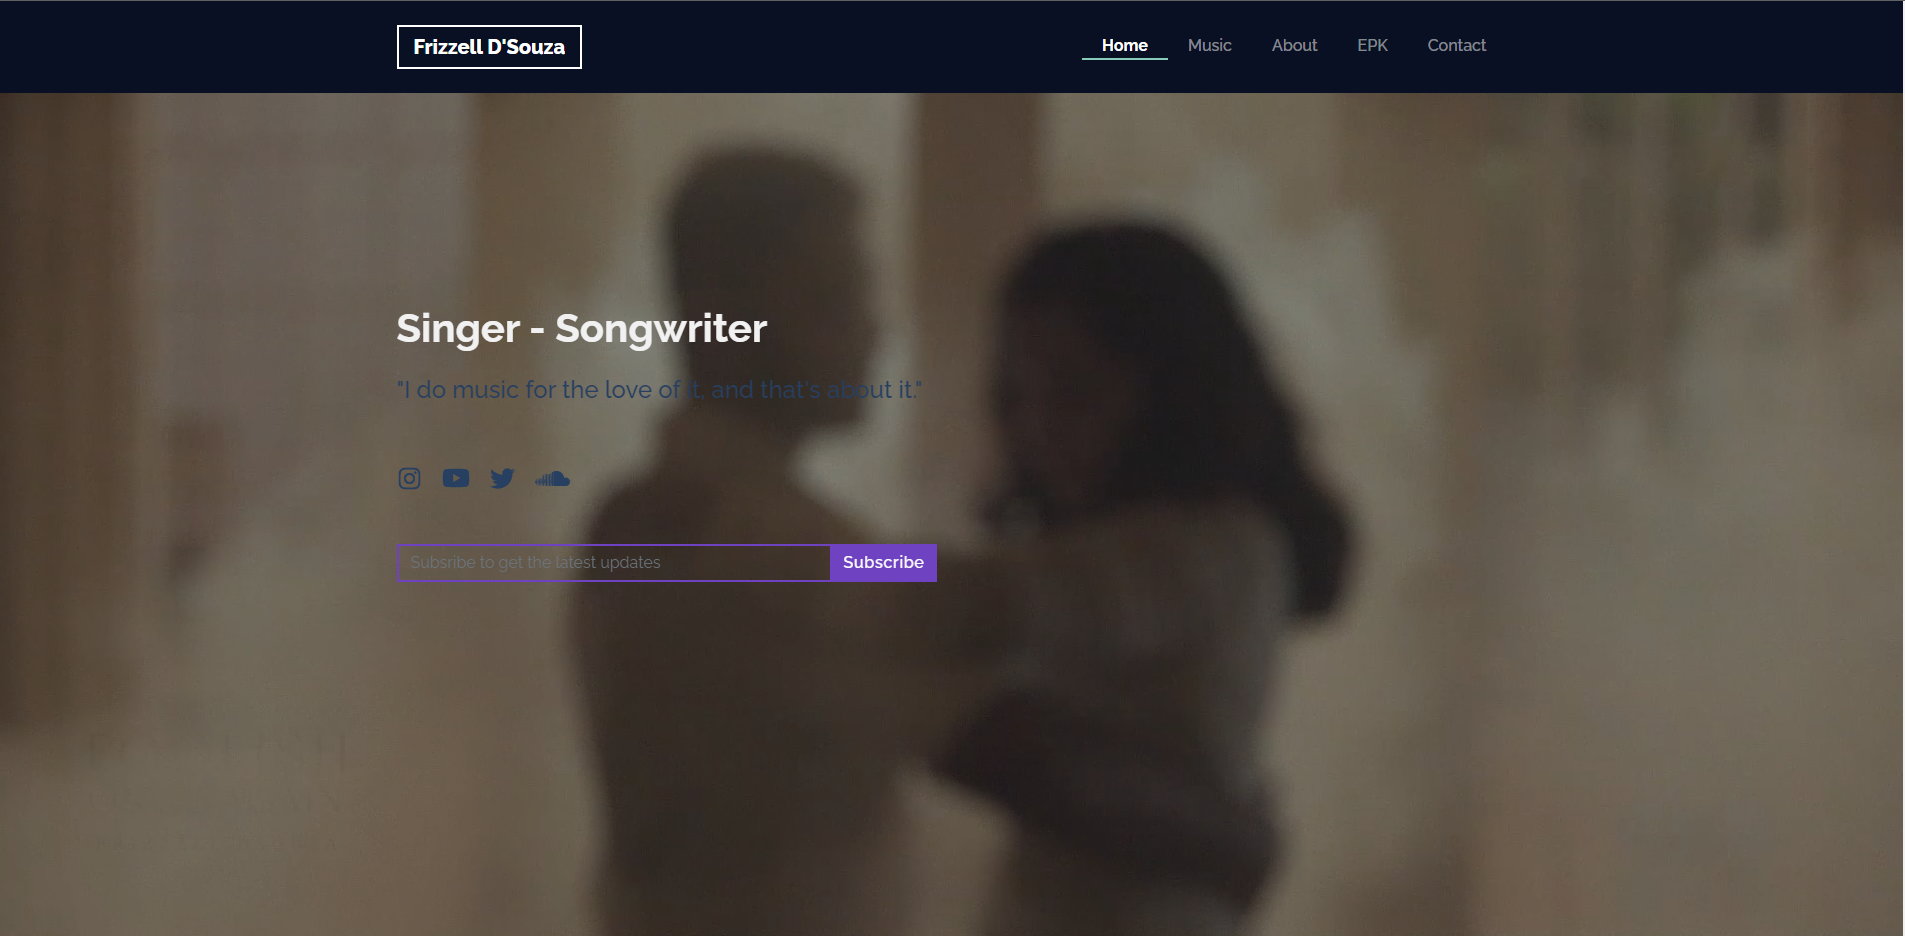 Frizzell D'Souza
Home
Music
About
EPK
Contact
Singer - Songwriter
"I do music for the love of it, and that's about it."
Subsribe to get the latest updates
Subscribe